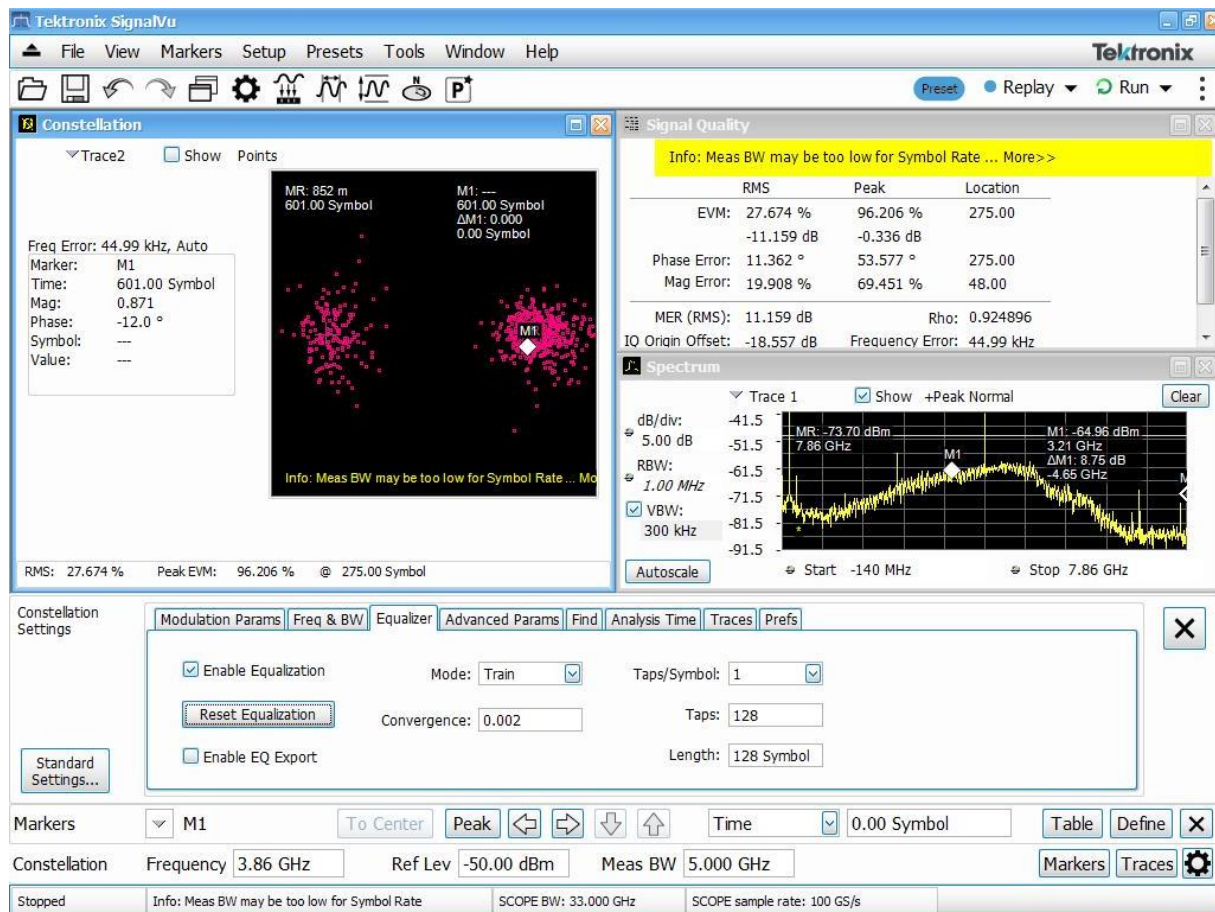 Tektronix SignalVu
File View Markers Setup Presets Tools Window Help
Tektronix
Preset Replay Run
Constellation
Trace2 Show Points
MR: 852 m
601.00 Symbol
M1: ---
601.00 Symbol
ΔM1: 0.000
0.00 Symbol
Freq Error: 44.99 kHz, Auto
Marker: M1
Time: 601.00 Symbol
Mag: 0.871
Phase: -12.0 °
Symbol: ---
Value: ---
Info: Meas BW may be too low for Symbol Rate ... Mo
RMS: 27.674 % Peak EVM: 96.206 % @ 275.00 Symbol
Signal Quality
Info: Meas BW may be too low for Symbol Rate ... More>>
RMS Peak Location
EVM: 27.674 % 96.206 % 275.00
-11.159 dB -0.336 dB
Phase Error: 11.362 ° 53.577 ° 275.00
Mag Error: 19.908 % 69.451 % 48.00
MER (RMS): 11.159 dB Rho: 0.924896
IQ Origin Offset: -18.557 dB Frequency Error: 44.99 kHz
Spectrum
Trace 1 Show +Peak Normal Clear
dB/div:
5.00 dB
RBW:
1.00 MHz
VBW:
300 kHz
Autoscale
-41.5
-51.5
-61.5
-71.5
-81.5
-91.5
MR: -73.70 dBm
7.86 GHz
M1: -64.96 dBm
3.21 GHz
ΔM1: 8.75 dB
-4.65 GHz
M1
Start -140 MHz Stop 7.86 GHz
Constellation
Settings
Modulation Params Freq & BW Equalizer Advanced Params Find Analysis Time Traces Prefs
Enable Equalization Mode: Train Taps/Symbol: 1
Reset Equalization Convergence: 0.002 Taps: 128
Enable EQ Export Length: 128 Symbol
Standard
Settings...
Markers M1 To Center Peak Time 0.00 Symbol Table Define
Constellation Frequency 3.86 GHz Ref Lev -50.00 dBm Meas BW 5.000 GHz Markers Traces
Stopped Info: Meas BW may be too low for Symbol Rate SCOPE BW: 33.000 GHz SCOPE sample rate: 100 GS/s